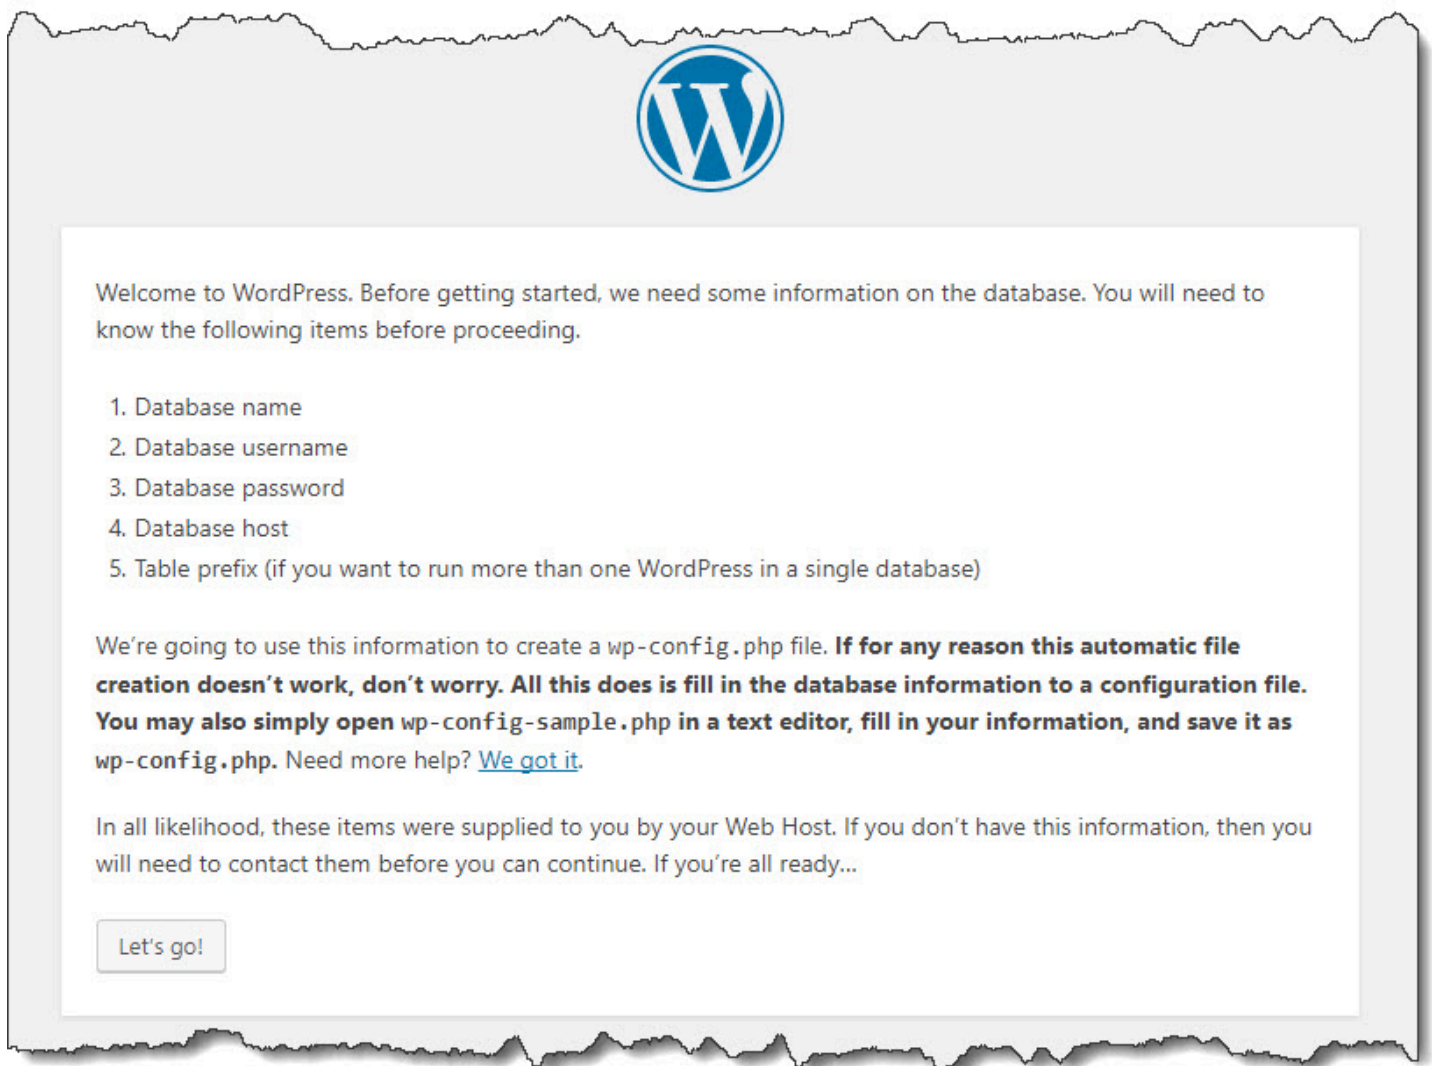 Welcome to WordPress. Before getting started, we need some information on the database. You will need to
know the following items before proceeding.
1. Database name
2. Database username
3. Database password
4. Database host
5. Table prefix (if you want to run more than one WordPress in a single database)
We’re going to use this information to create a wp-config.php file. If for any reason this automatic file
creation doesn’t work, don’t worry. All this does is fill in the database information to a configuration file.
You may also simply open wp-config-sample.php in a text editor, fill in your information, and save it as
wp-config.php. Need more help? We got it.
In all likelihood, these items were supplied to you by your Web Host. If you don’t have this information, then you
will need to contact them before you can continue. If you’re all ready…
Let's go!